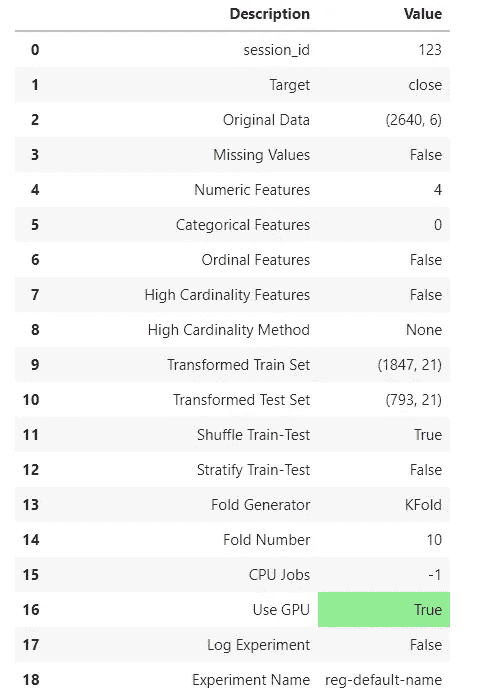 Description Value
0 session_id 123
1 Target close
2 Original Data (2640, 6)
3 Missing Values False
4 Numeric Features 4
5 Categorical Features 0
6 Ordinal Features False
7 High Cardinality Features False
8 High Cardinality Method None
9 Transformed Train Set (1847, 21)
10 Transformed Test Set (793, 21)
11 Shuffle Train-Test True
12 Stratify Train-Test False
13 Fold Generator KFold
14 Fold Number 10
15 CPU Jobs -1
16 Use GPU True
17 Log Experiment False
18 Experiment Name reg-default-name